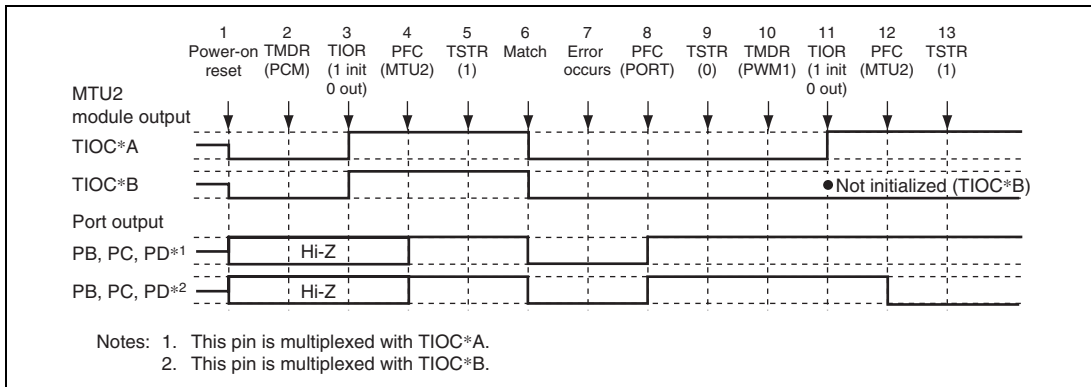 1 2 3 4 5 6 7 8 9 10 11 12 13
Power-on TMDR TIOR PFC TSTR Match Error PFC TSTR TMDR TIOR PFC TSTR
reset (PCM) (1 init (MTU2) (1) occurs (PORT) (0) (PWM1) (1 init (MTU2) (1)
0 out) 0 out)
MTU2
module output
TIOC*A
TIOC*B
●Not initialized (TIOC*B)
Port output
PB, PC, PD*1 Hi-Z
PB, PC, PD*2 Hi-Z
Notes: 1. This pin is multiplexed with TIOC*A.
2. This pin is multiplexed with TIOC*B.